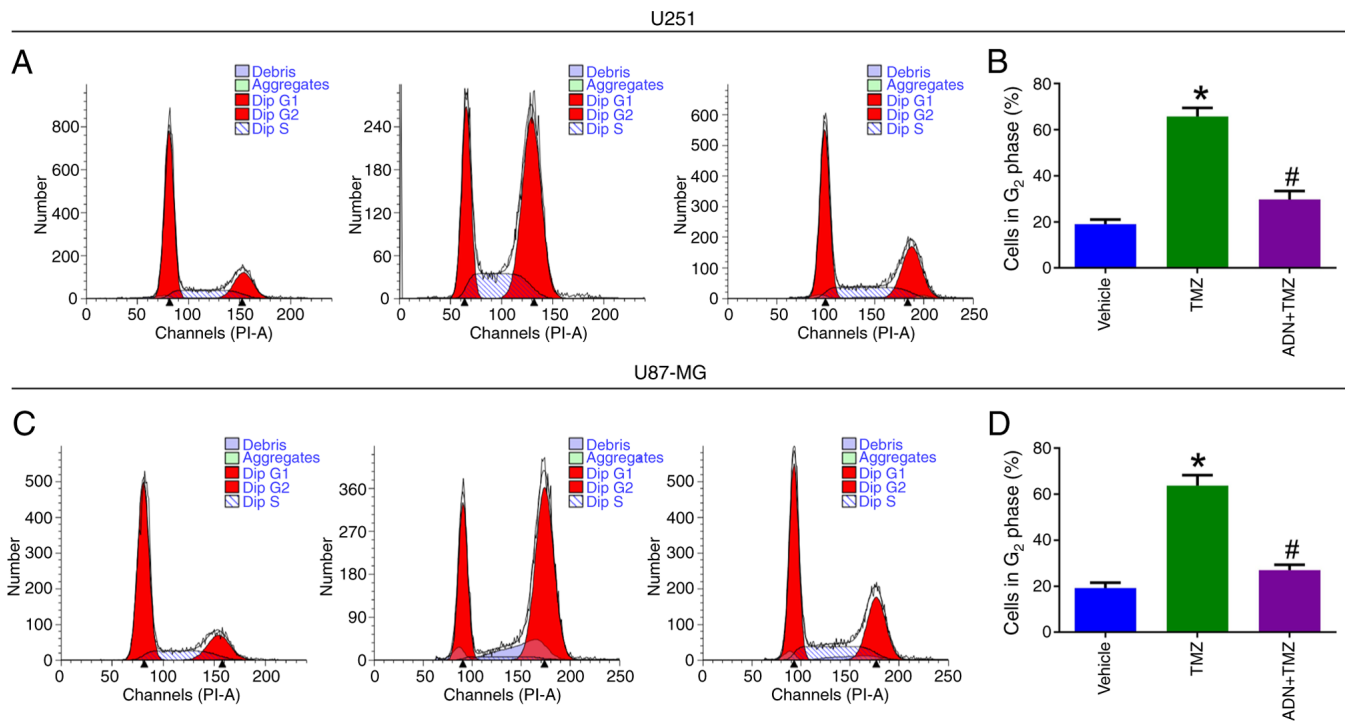 U251
A
Debris
Aggregates
Dip G1
Dip G2
Dip S
Number
800
600
400
200
0
0 50 100 150 200
Channels (PI-A)
Debris
Aggregates
Dip G1
Dip G2
Dip S
Number
240
180
120
60
0
0 50 100 150 200
Channels (PI-A)
Debris
Aggregates
Dip G1
Dip G2
Dip S
Number
600
500
400
300
200
100
0
0 50 100 150 200 250
Channels (PI-A)
B
Cells in G2 phase (%)
80
60
40
20
0
*
#
Vehicle
TMZ
ADN+TMZ
U87-MG
C
Debris
Aggregates
Dip G1
Dip G2
Dip S
Number
500
400
300
200
100
0
0 50 100 150 200
Channels (PI-A)
Debris
Aggregates
Dip G1
Dip G2
Dip S
Number
360
270
180
90
0
0 50 100 150 200 250
Channels (PI-A)
Debris
Aggregates
Dip G1
Dip G2
Dip S
Number
500
400
300
200
100
0
0 50 100 150 200 250
Channels (PI-A)
D
Cells in G2 phase (%)
80
60
40
20
0
*
#
Vehicle
TMZ
ADN+TMZ